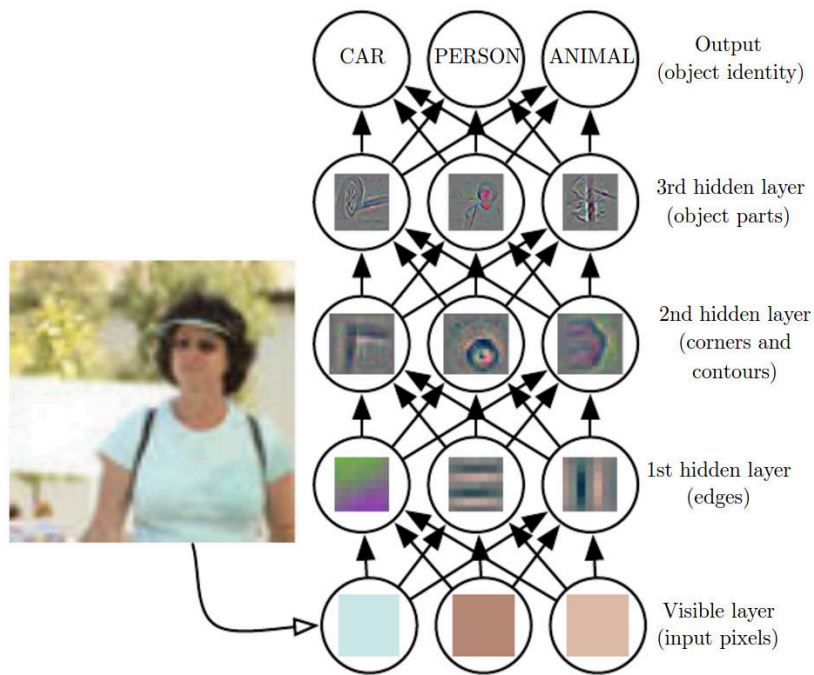 CAR
PERSON
ANIMAL
Output
(object identity)
3rd hidden layer
(object parts)
2nd hidden layer
(corners and
contours)
1st hidden layer
(edges)
Visible layer
(input pixels)